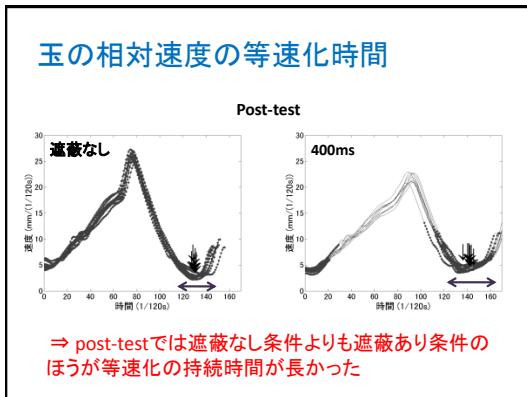 玉の相対速度の等速化時間
Post-test
遮蔽なし
400ms
速度 (mm/(1/120s))
30
25
20
15
10
5
0
0 20 40 60 80 100 120 140 160
時間 (1/120s)
速度 (mm/(1/120s))
30
25
20
15
10
5
0
0 20 40 60 80 100 120 140 160
時間 (1/120s)
⇒ post-testでは遮蔽なし条件よりも遮蔽あり条件の
ほうが等速化の持続時間が長かった